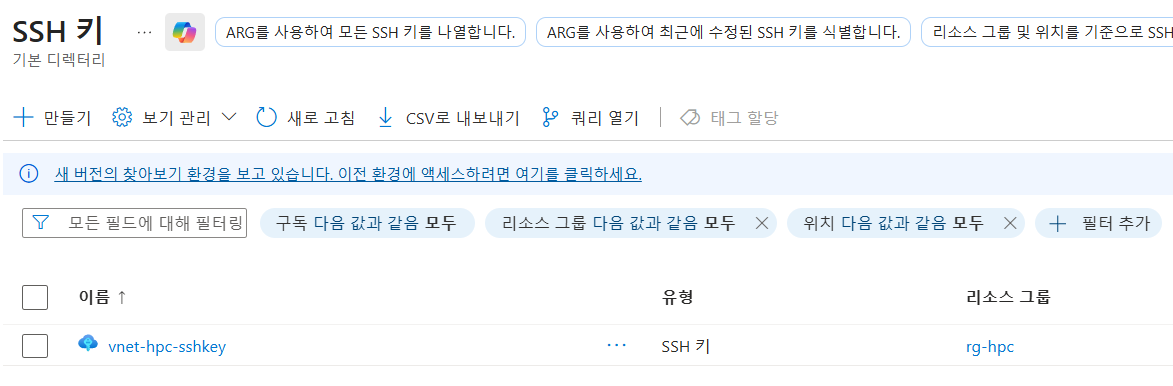 SSH 키 ... ARG를 사용하여 모든 SSH 키를 나열합니다. ARG를 사용하여 최근에 수정된 SSH 키를 식별합니다. 리소스 그룹 및 위치를 기준으로 SSH
기본 디렉터리
만들기 보기 관리 새로 고침 CSV로 내보내기 쿼리 열기 태그 할당
새 버전의 찾아보기 환경을 보고 있습니다. 이전 환경에 액세스하려면 여기를 클릭하세요.
모든 필드에 대해 필터링 구독 다음 값과 같음 모두 리소스 그룹 다음 값과 같음 모두 위치 다음 값과 같음 모두 필터 추가
이름 ↑ 유형 리소스 그룹
vnet-hpc-sshkey ... SSH 키 rg-hpc